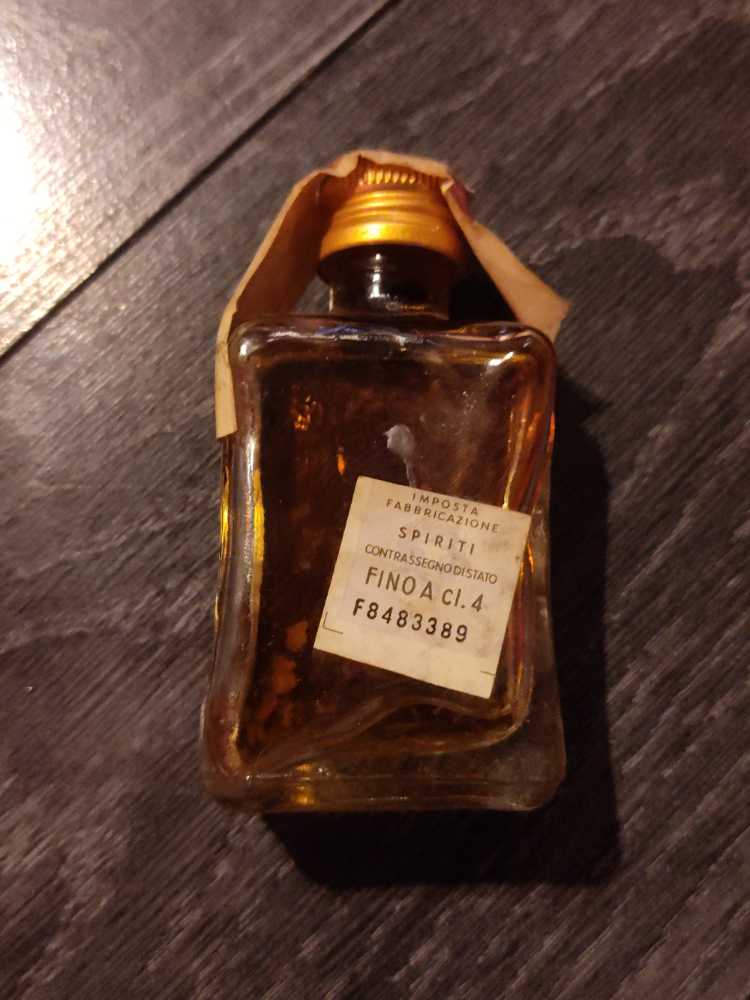 IMPOSTA
FABBRICAZIONE
SPIRITI
CONTRASSEGNO DI STATO
FINO A Cl. 4
F8483389